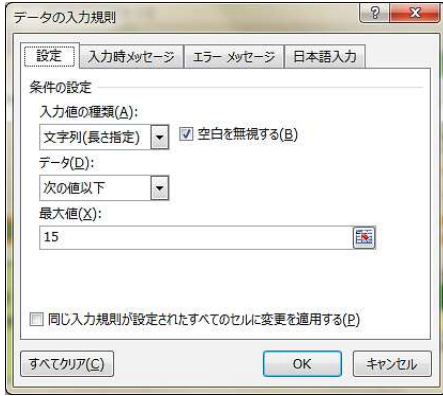 データの入力規則
設定 入力時メッセージ エラー メッセージ 日本語入力
条件の設定
入力値の種類(A):
文字列(長さ指定) 空白を無視する(B)
データ(D):
次の値以下
最大値(X):
15
同じ入力規則が設定されたすべてのセルに変更を適用する(P)
すべてクリア(C) OK キャンセル